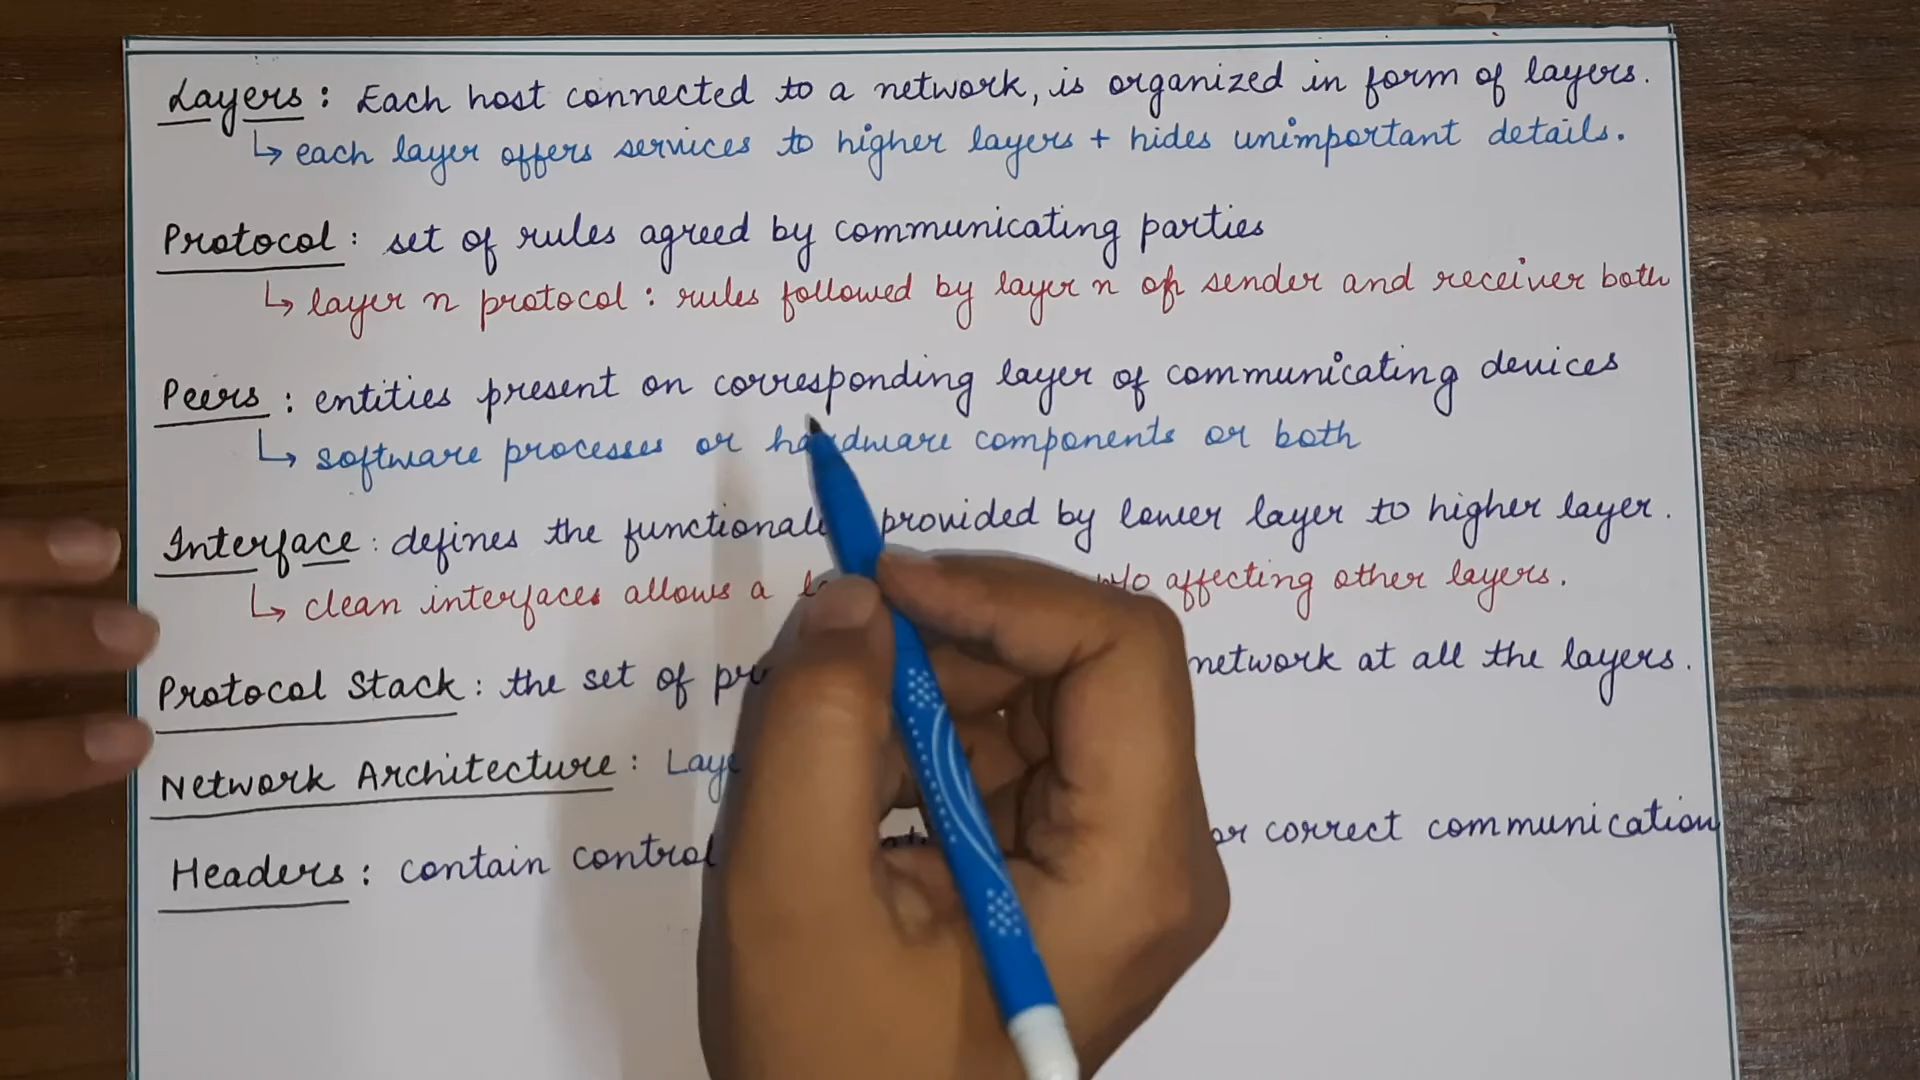 Layers: Each host connected to a network, is organized in form of layers.
↳ each layer offers services to higher layers + hides unimportant details.
Protocol: set of rules agreed by communicating parties
↳ layer n protocol: rules followed by layer n of sender and receiver both
Peers: entities present on corresponding layer of communicating devices
↳ software processes or hardware components or both
Interface: defines the provided by lower layer to higher layer.
↳ clean interfaces allows a w/o affecting other layers.
Protocol Stack: the set of network at all the layers.
Network Architecture:
Headers: contain control correct communication